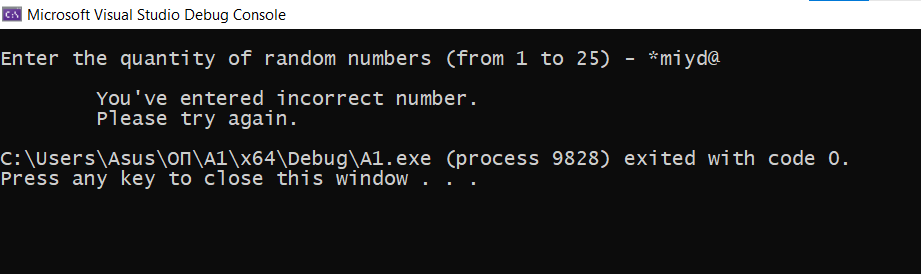 Microsoft Visual Studio Debug Console
Enter the quantity of random numbers (from 1 to 25) - *miyd@
You've entered incorrect number.
Please try again.
C:\Users\Asus\ОП\A1\x64\Debug\A1.exe (process 9828) exited with code 0.
Press any key to close this window . . .